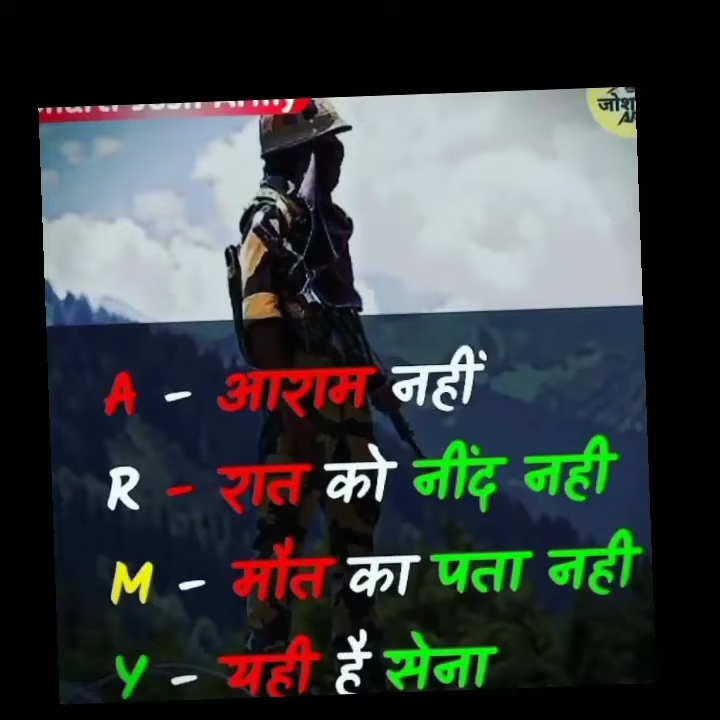 जोश
A - आराम नहीं
R - रात को नींद नही
M - मौत का पता नही
Y - यही है सेना